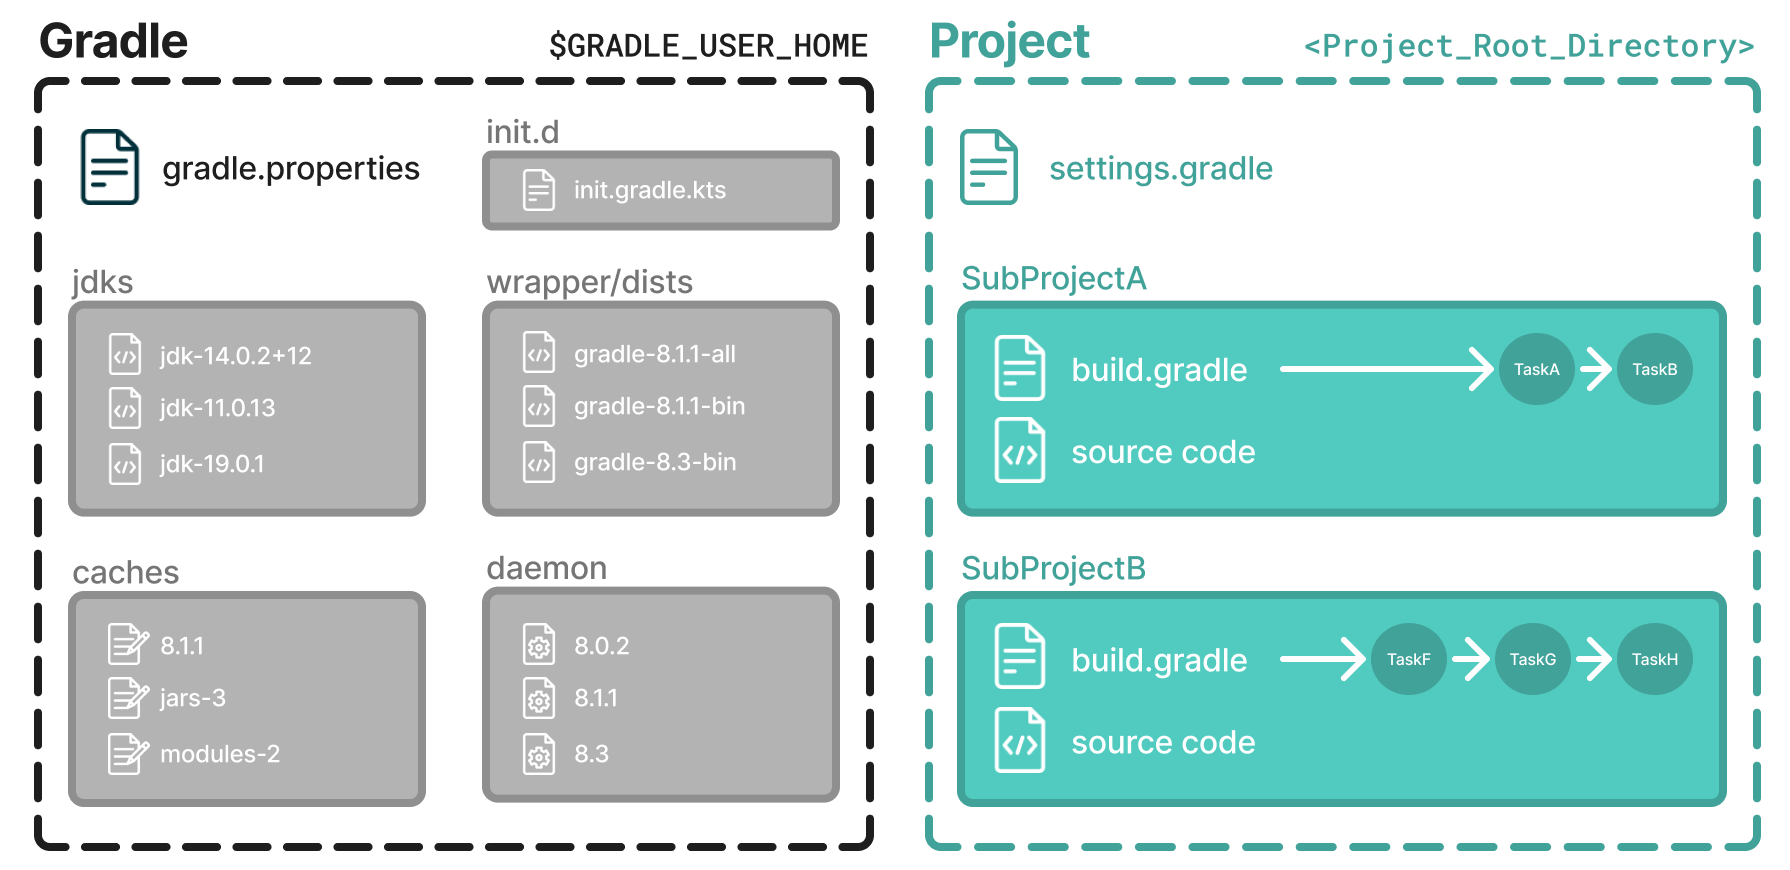 Gradle
$GRADLE_USER_HOME
gradle.properties
init.d
init.gradle.kts
jdks
jdk-14.0.2+12
jdk-11.0.13
jdk-19.0.1
wrapper/dists
gradle-8.1.1-all
gradle-8.1.1-bin
gradle-8.3-bin
caches
8.1.1
jars-3
modules-2
daemon
8.0.2
8.1.1
8.3
Project
<Project_Root_Directory>
settings.gradle
SubProjectA
build.gradle
TaskA
TaskB
source code
SubProjectB
build.gradle
TaskF
TaskG
TaskH
source code